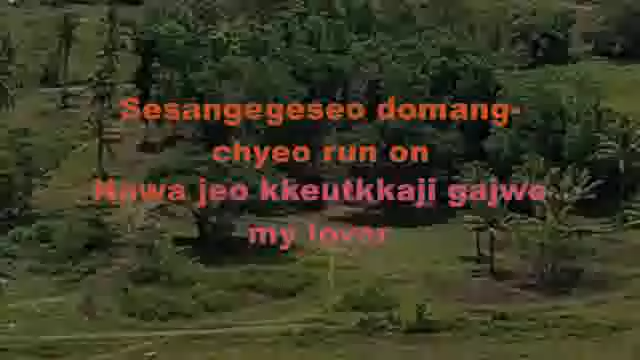 Sesangegeseo domang-
chyeo run on
Nawa jeo kkeutkkaji gajwo
my lover